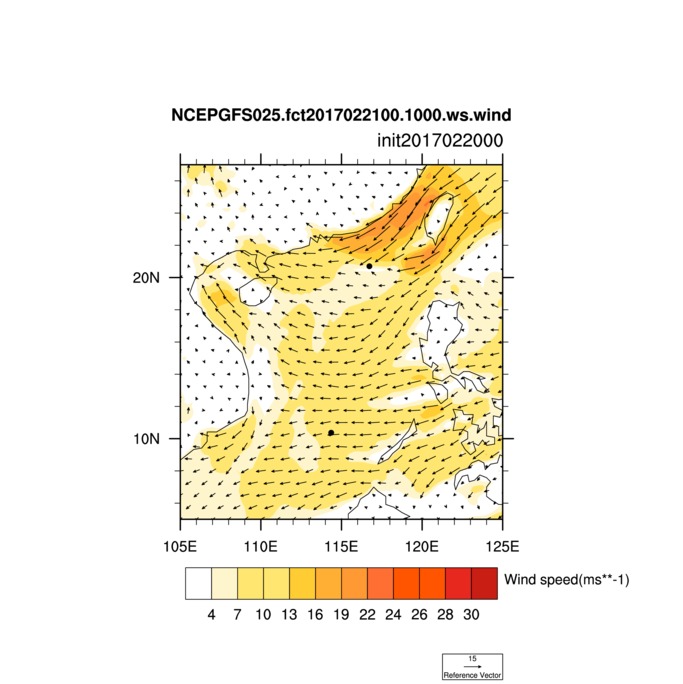 NCEPGFS025.fct2017022100.1000.ws.wind
init2017022000
20N
10N
105E 110E 115E 120E 125E
Wind speed(ms**-1)
4 7 10 13 16 19 22 24 26 28 30
15
Reference Vector